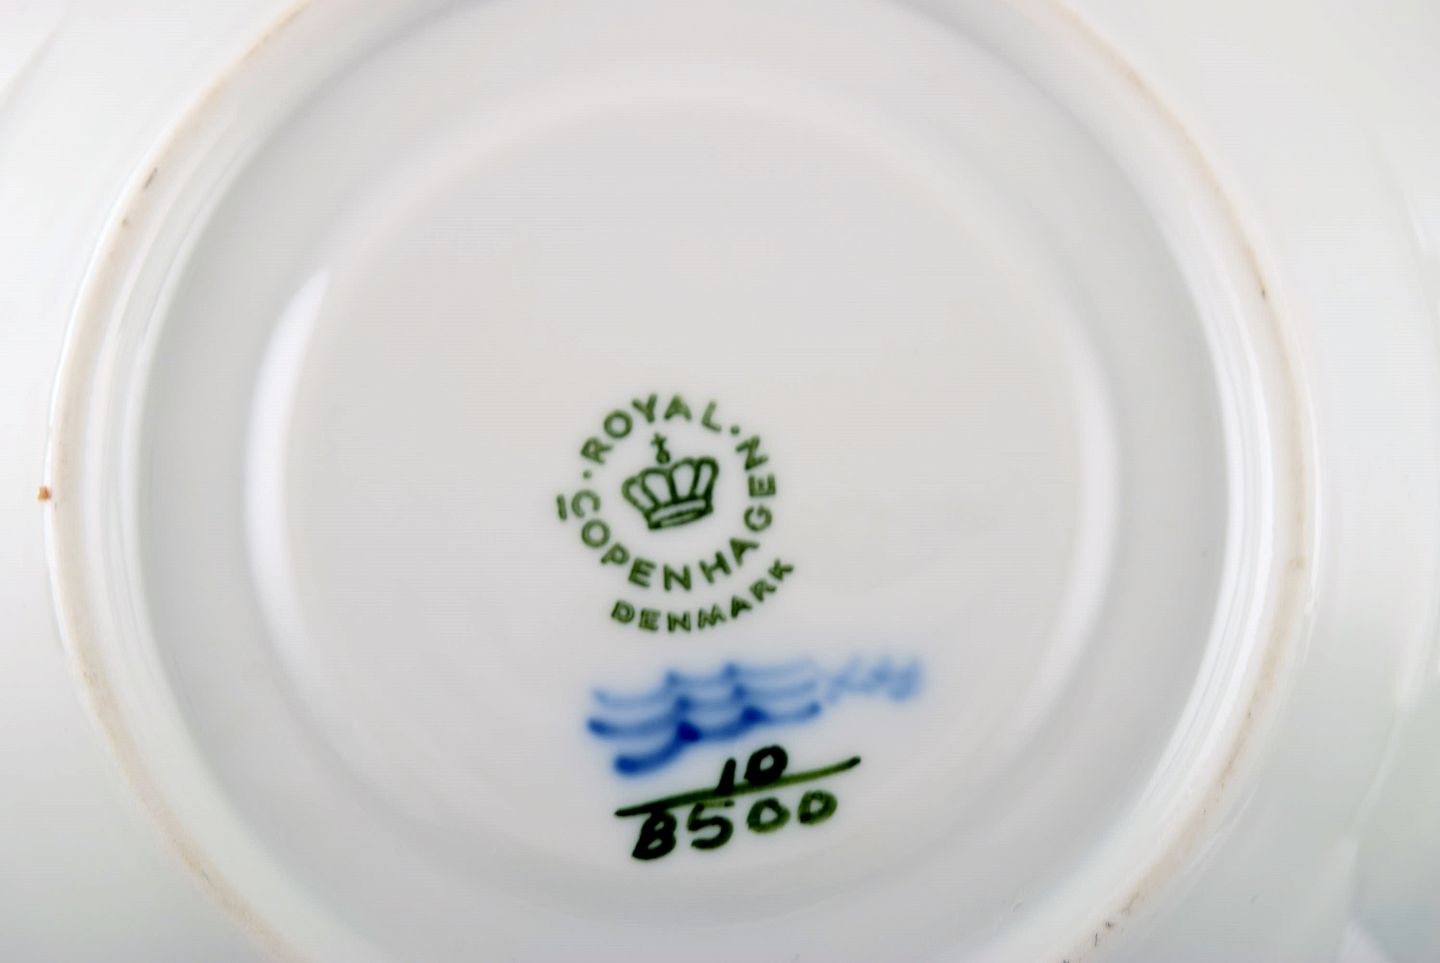 ROYAL · COPENHAGEN ·
DENMARK
10
8500